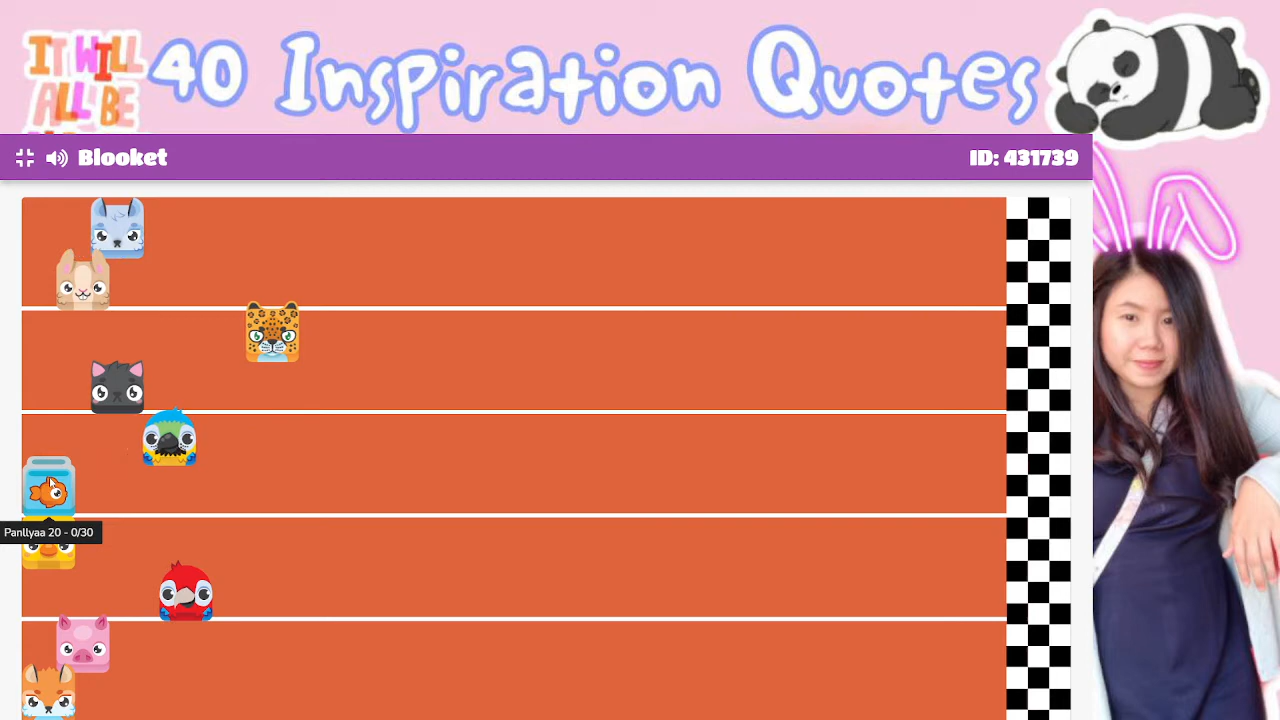 IT WILL
ALL BE
40 Inspiration Quotes
Blooket
ID: 431739
Panllyaa 20 - 0/30